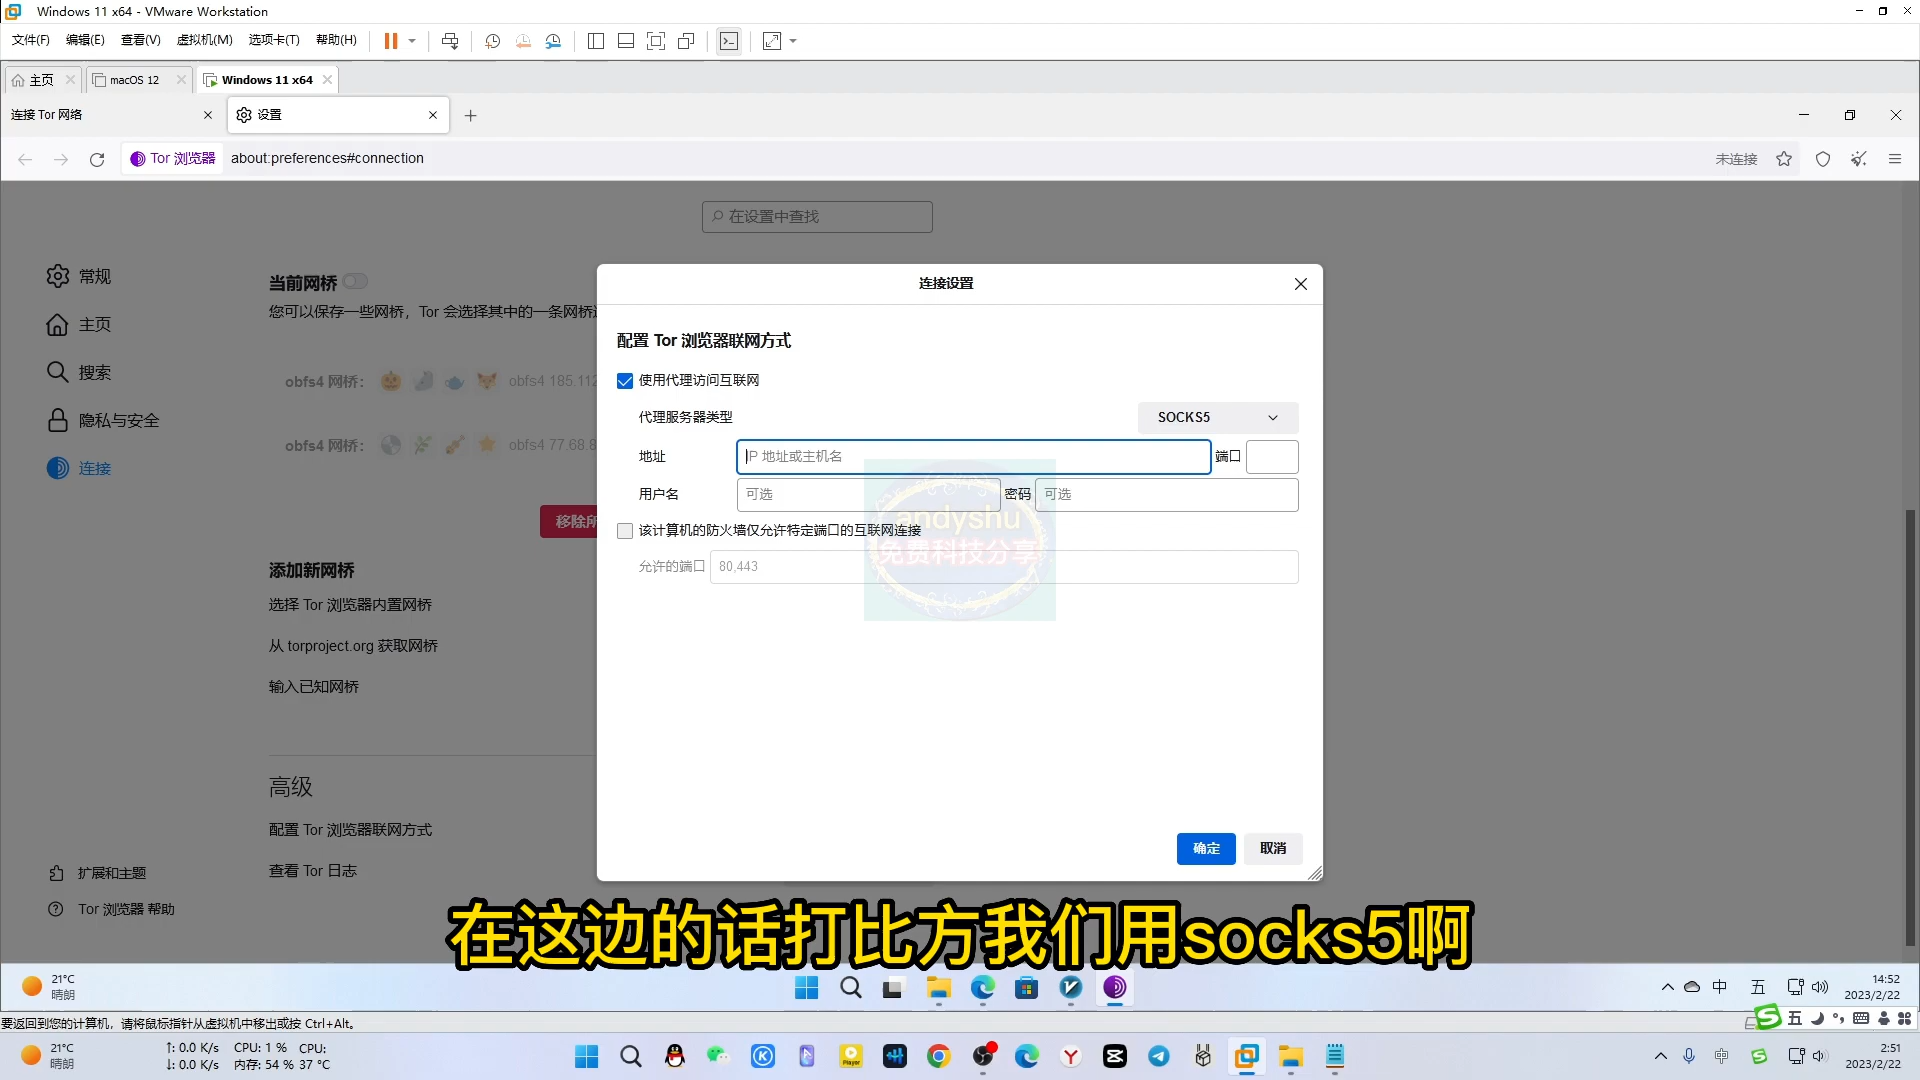 Windows 11 x64 - VMware Workstation
文件(F) 编辑(E) 查看(V) 虚拟机(M) 选项卡(T) 帮助(H)
主页 macOS 12 Windows 11 x64
连接 Tor 网络 设置
Tor 浏览器 about:preferences#connection 未连接
在设置中查找
常规
主页
搜索
隐私与安全
连接
扩展和主题
Tor 浏览器 帮助
当前网桥
您可以保存一些网桥，Tor 会选择其中的一条网桥
obfs4 网桥： obfs4 185.112
obfs4 网桥： obfs4 77.68.8
移除所
添加新网桥
选择 Tor 浏览器内置网桥
从 torproject.org 获取网桥
输入已知网桥
高级
配置 Tor 浏览器联网方式
查看 Tor 日志
连接设置
配置 Tor 浏览器联网方式
使用代理访问互联网
代理服务器类型 SOCKS5
地址 IP 地址或主机名 端口
用户名 可选 密码 可选
该计算机的防火墙仅允许特定端口的互联网连接
允许的端口 80,443
andyshu
免费科技分享
确定 取消
在这边的话打比方我们用socks5啊
21°C
晴朗
中 五
14:52
2023/2/22
要返回到您的计算机，请将鼠标指针从虚拟机中移出或按 Ctrl+Alt。
五
21°C
晴朗
↑: 0.0 K/s CPU: 1 % CPU:
↓: 0.0 K/s 内存: 54 % 37 °C
中
2:51
2023/2/22